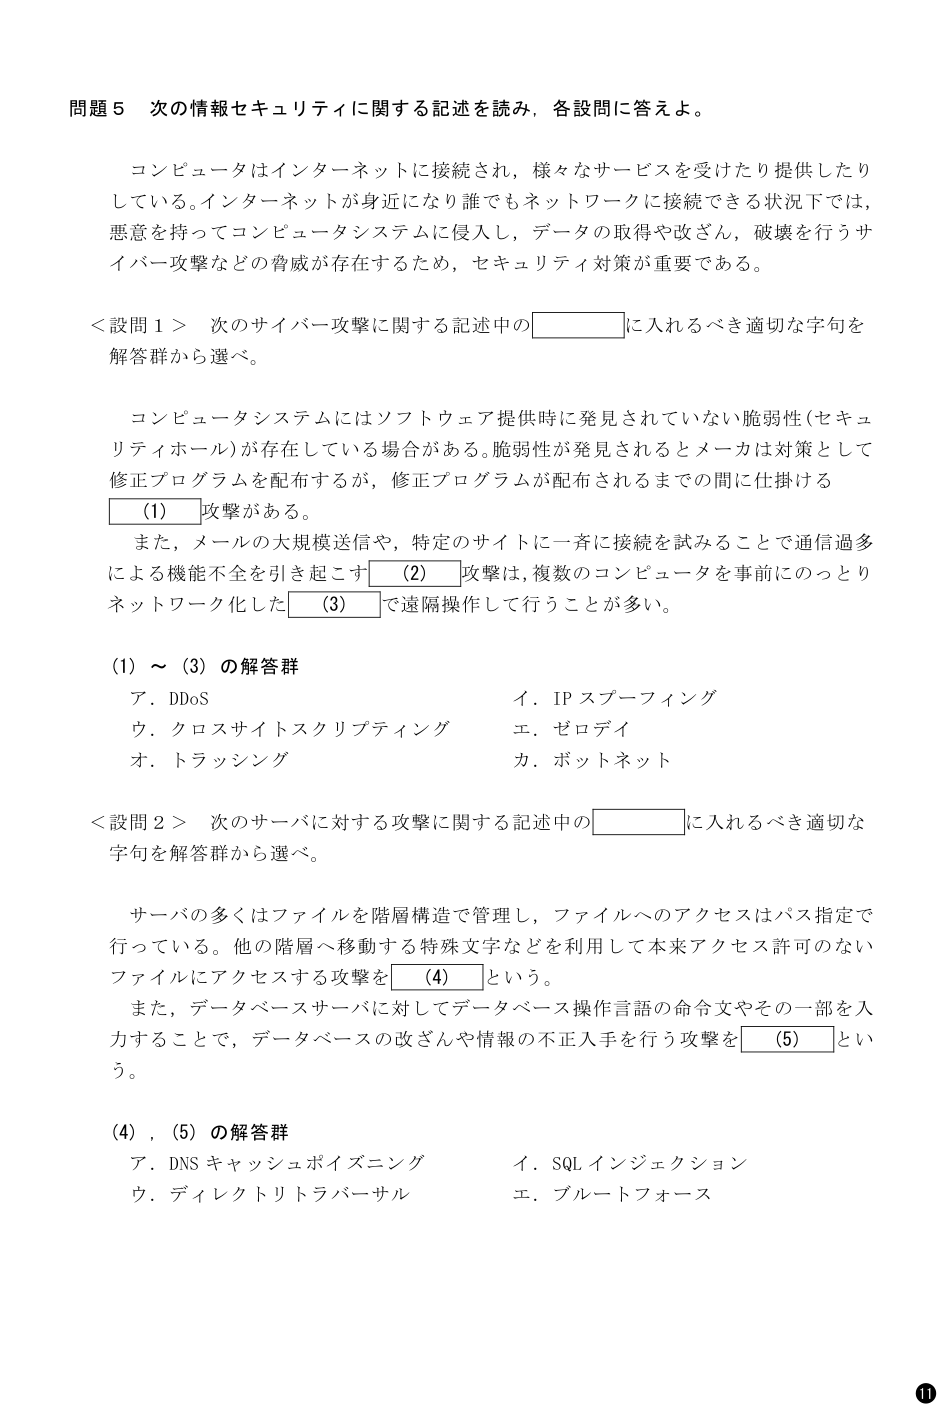 問題５　次の情報セキュリティに関する記述を読み，各設問に答えよ。
コンピュータはインターネットに接続され，様々なサービスを受けたり提供したり
している。インターネットが身近になり誰でもネットワークに接続できる状況下では，
悪意を持ってコンピュータシステムに侵入し，データの取得や改ざん，破壊を行うサ
イバー攻撃などの脅威が存在するため，セキュリティ対策が重要である。
＜設問１＞　次のサイバー攻撃に関する記述中の　　　　に入れるべき適切な字句を
解答群から選べ。
コンピュータシステムにはソフトウェア提供時に発見されていない脆弱性(セキュ
リティホール)が存在している場合がある。脆弱性が発見されるとメーカは対策として
修正プログラムを配布するが，修正プログラムが配布されるまでの間に仕掛ける
(1) 攻撃がある。
また，メールの大規模送信や，特定のサイトに一斉に接続を試みることで通信過多
による機能不全を引き起こす (2) 攻撃は，複数のコンピュータを事前にのっとり
ネットワーク化した (3) で遠隔操作して行うことが多い。
(1) ～ (3) の解答群
ア．DDoS　イ．IP スプーフィング
ウ．クロスサイトスクリプティング　エ．ゼロデイ
オ．トラッシング　カ．ボットネット
＜設問２＞　次のサーバに対する攻撃に関する記述中の　　　　に入れるべき適切な
字句を解答群から選べ。
サーバの多くはファイルを階層構造で管理し，ファイルへのアクセスはパス指定で
行っている。他の階層へ移動する特殊文字などを利用して本来アクセス許可のない
ファイルにアクセスする攻撃を (4) という。
また，データベースサーバに対してデータベース操作言語の命令文やその一部を入
力することで，データベースの改ざんや情報の不正入手を行う攻撃を (5) とい
う。
(4) ，(5) の解答群
ア．DNS キャッシュポイズニング　イ．SQL インジェクション
ウ．ディレクトリトラバーサル　エ．ブルートフォース
11